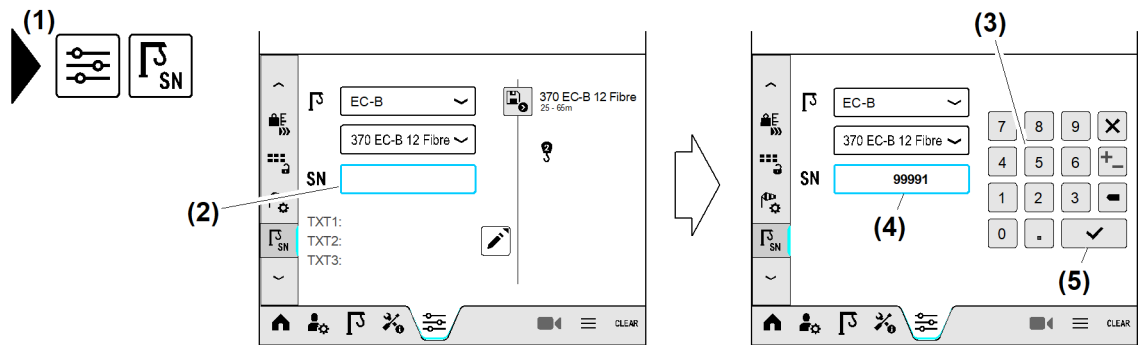 (1)
SN
EC-B
370 EC-B 12 Fibre
SN
(2)
TXT1:
TXT2:
TXT3:
E
SN
370 EC-B 12 Fibre
25 - 65m
2
CLEAR
(3)
EC-B
370 EC-B 12 Fibre
SN
99991
(4)
E
SN
7 8 9
4 5 6
1 2 3
0 .
(5)
CLEAR